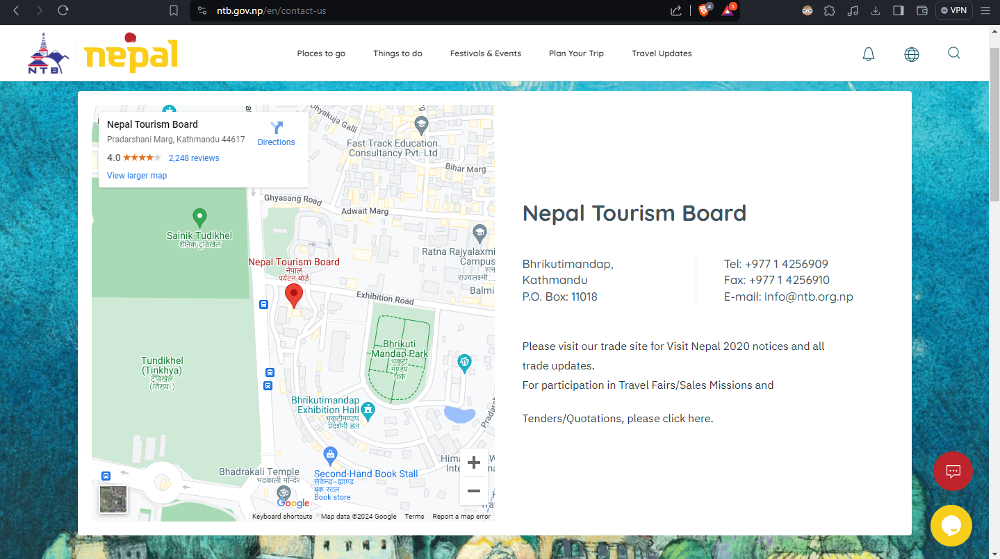 ntb.gov.np/en/contact-us
4
1
VPN
NTB
nepal
Places to go
Things to do
Festivals & Events
Plan Your Trip
Travel Updates
Nepal Tourism Board
Pradarshani Marg, Kathmandu 44617
Directions
4.0
2,248 reviews
View larger map
Dhyakuja Galli
Fast Track Education
Consultancy Pvt. Ltd
Bihar Marg
Ghyasang Road
Adwait Marg
Sainik Tudikhel
सैनिक टुडिखेल
Ratna Rajyalaxmi
Campus
रत्न
राज्यलक्ष्मी...
Nepal Tourism Board
नेपाल
पर्यटन बोर्ड
Balmi
Exhibition Road
Bhrikuti
Mandap Park
भृकुटी
मण्डप
पार्क
Tundikhel
(Tinkhya)
टुँडिखेल
(तिंख्यः)
Bhrikutimandap
Exhibition Hall
भृकुटीमण्डप
प्रदर्शनी हल
Pradarsh
Hima
W
Inte
Bhadrakali Temple
भद्रकाली मन्दिर
Second-Hand Book Stall
सेकेन्ड-ह्याण्ड
बुक स्टल
Book store
Tra
Google
Keyboard shortcuts
Map data ©2024 Google
Terms
Report a map error
Nepal Tourism Board
Bhrikutimandap,
Kathmandu
P.O. Box: 11018
Tel: +977 1 4256909
Fax: +977 1 4256910
E-mail: info@ntb.org.np
Please visit our trade site for Visit Nepal 2020 notices and all
trade updates.
For participation in Travel Fairs/Sales Missions and
Tenders/Quotations, please click here.